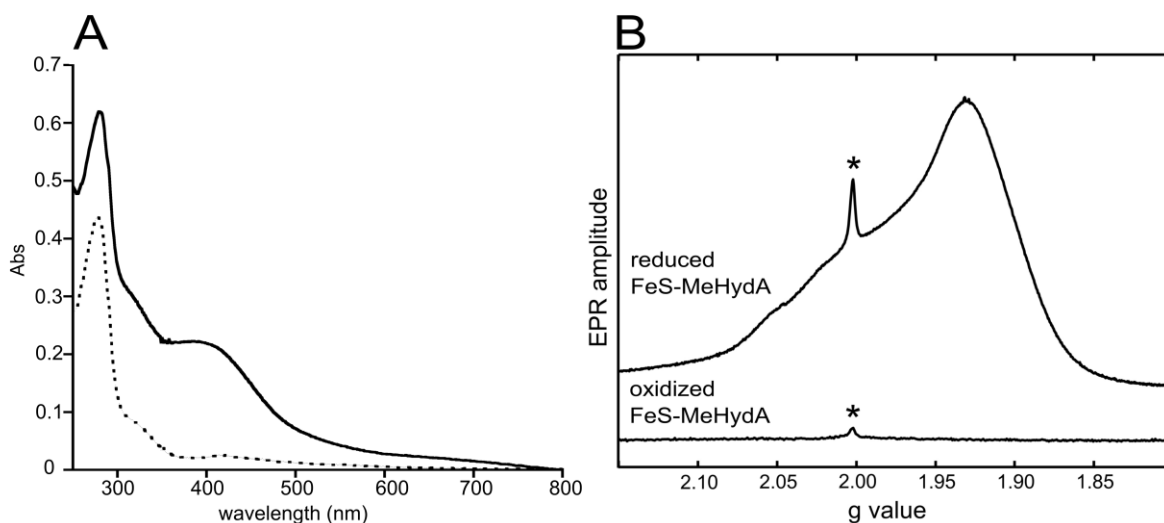 A
Abs
0.7
0.6
0.5
0.4
0.3
0.2
0.1
0
300 400 500 600 700 800
wavelength (nm)
B
EPR amplitude
*
reduced
FeS-MeHydA
oxidized
FeS-MeHydA
*
2.10 2.05 2.00 1.95 1.90 1.85
g value